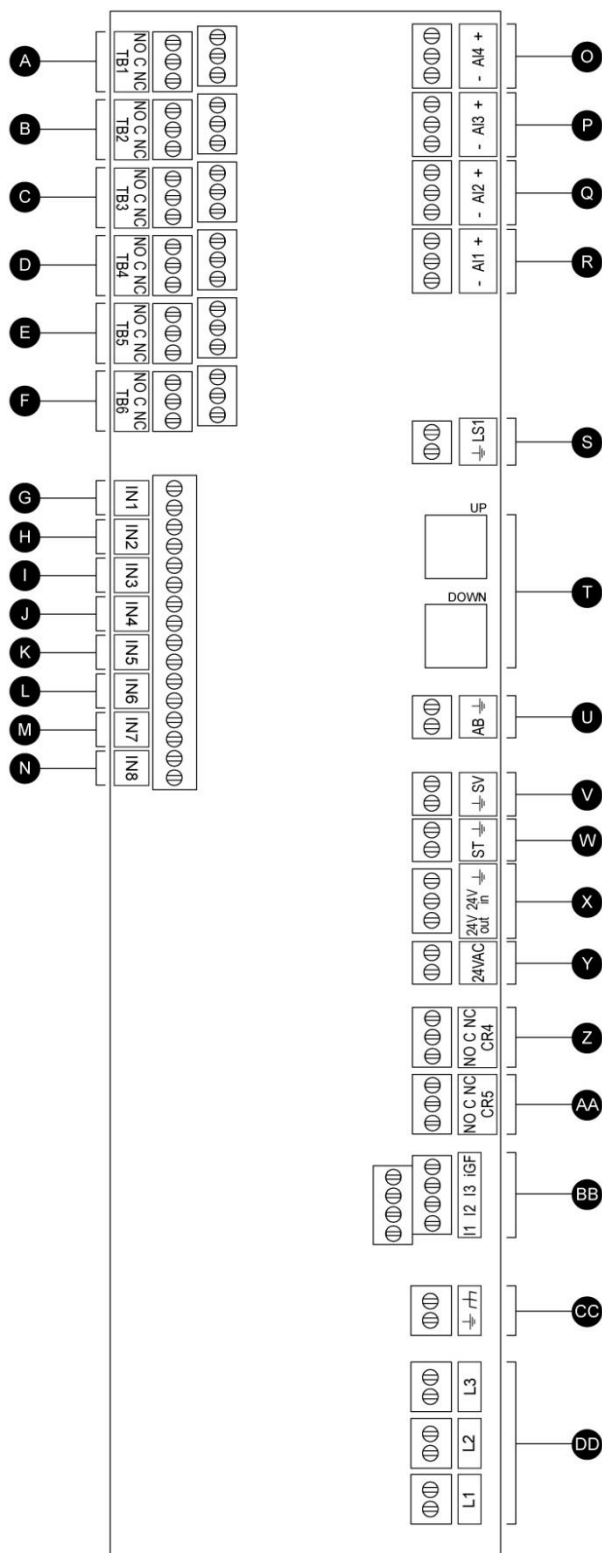 A
NO C NC
TB1
B
NO C NC
TB2
C
NO C NC
TB3
D
NO C NC
TB4
E
NO C NC
TB5
F
NO C NC
TB6
G
IN1
H
IN2
I
IN3
J
IN4
K
IN5
L
IN6
M
IN7
N
IN8
- AI4 +
O
- AI3 +
P
- AI2 +
Q
- AI1 +
R
LS1
S
UP
DOWN
T
AB
U
SV
V
ST
W
24V 24V
out in
X
24VAC
Y
NO C NC
CR4
Z
NO C NC
CR5
AA
I1 I2 I3 iGF
BB
CC
L3
L2
L1
DD